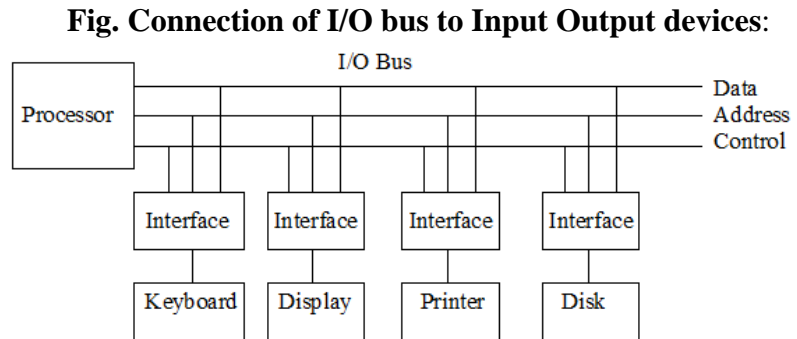 Fig. Connection of I/O bus to Input Output devices:
I/O Bus
Processor
Data
Address
Control
Interface Interface Interface Interface
Keyboard Display Printer Disk